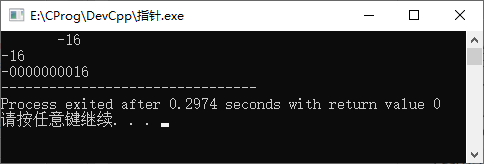 E:\CProg\DevCpp\指针.exe
       -16
-16
-0000000016
--------------------------------
Process exited after 0.2974 seconds with return value 0
请按任意键继续. . .